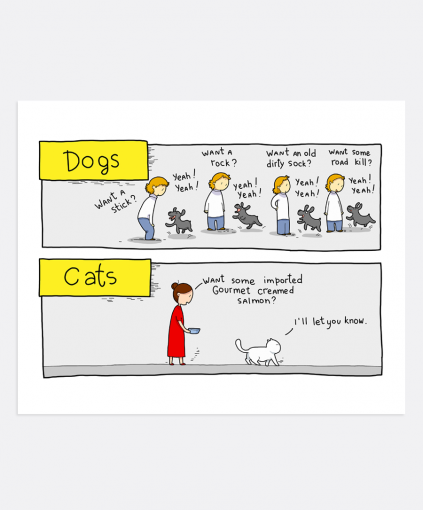 Dogs
Want a
stick?
Yeah!
Yeah!
Want a
rock?
Yeah!
Yeah!
Want an old
dirty sock?
Yeah!
Yeah!
Want some
road kill?
Yeah!
Yeah!
Cats
Want some imported
Gourmet creamed
salmon?
I'll let you know.